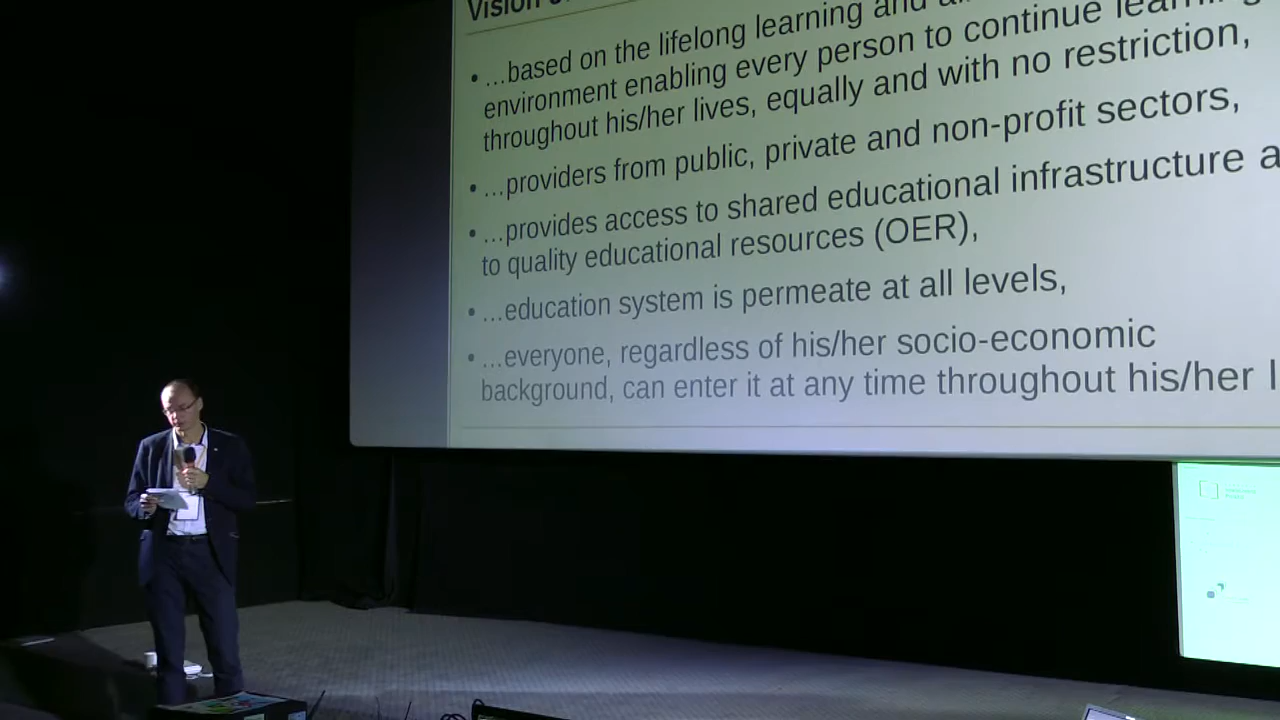 Vision
…based on the lifelong learning and
environment enabling every person to continue learning
throughout his/her lives, equally and with no restriction,
…providers from public, private and non-profit sectors,
…provides access to shared educational infrastructure
to quality educational resources (OER),
…education system is permeate at all levels,
…everyone, regardless of his/her socio-economic
background, can enter it at any time throughout his/her